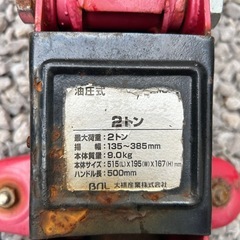 油圧式
2トン
最大荷重：2トン
揚　幅：135〜385mm
本体質量：9.0kg
本体サイズ：515(L)×195(W)×167(H)mm
ハンドル長：500mm
BAL 大橋産業株式会社